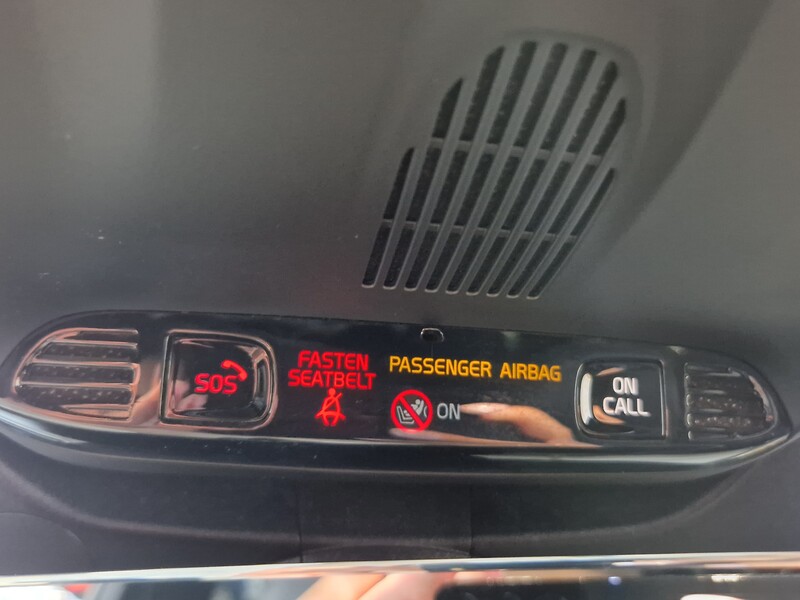 SOS
FASTEN
SEATBELT
PASSENGER AIRBAG
ON
ON
CALL